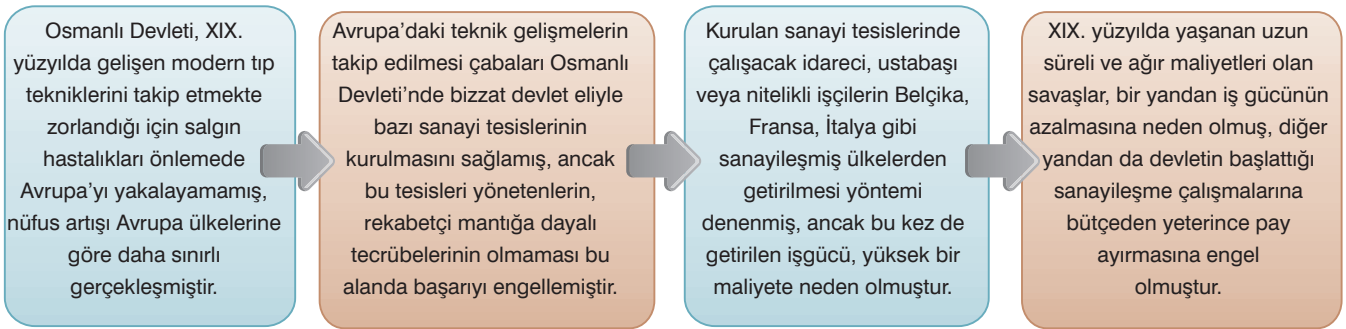 Osmanlı Devleti, XIX.
yüzyılda gelişen modern tıp
tekniklerini takip etmekte
zorlandığı için salgın
hastalıkları önlemede
Avrupa’yı yakalayamamış,
nüfus artışı Avrupa ülkelerine
göre daha sınırlı
gerçekleşmiştir.
Avrupa’daki teknik gelişmelerin
takip edilmesi çabaları Osmanlı
Devleti’nde bizzat devlet eliyle
bazı sanayi tesislerinin
kurulmasını sağlamış, ancak
bu tesisleri yönetenlerin,
rekabetçi mantığa dayalı
tecrübelerinin olmaması bu
alanda başarıyı engellemiştir.
Kurulan sanayi tesislerinde
çalışacak idareci, ustabaşı
veya nitelikli işçilerin Belçika,
Fransa, İtalya gibi
sanayileşmiş ülkelerden
getirilmesi yöntemi
denenmiş, ancak bu kez de
getirilen işgücü, yüksek bir
maliyete neden olmuştur.
XIX. yüzyılda yaşanan uzun
süreli ve ağır maliyetleri olan
savaşlar, bir yandan iş gücünün
azalmasına neden olmuş, diğer
yandan da devletin başlattığı
sanayileşme çalışmalarına
bütçeden yeterince pay
ayırmasına engel
olmuştur.